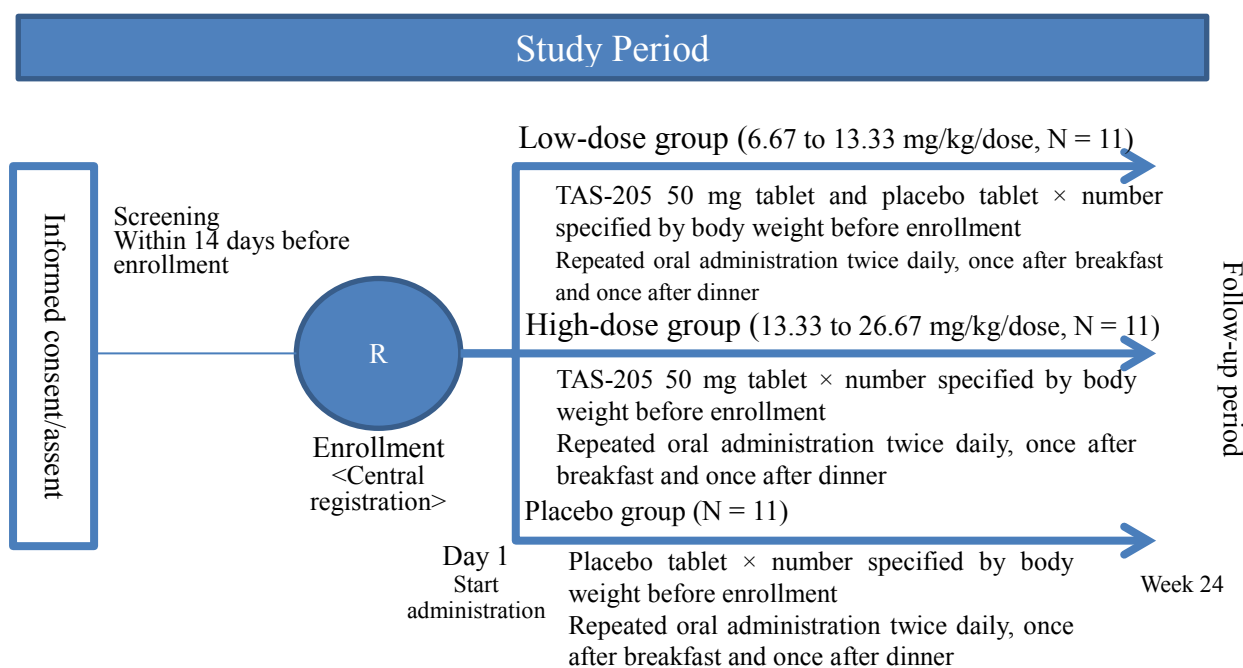 Study Period
Informed consent/assent
Screening
Within 14 days before
enrollment
R
Enrollment
<Central
registration>
Day 1
Start
administration
Low-dose group (6.67 to 13.33 mg/kg/dose, N = 11)
TAS-205 50 mg tablet and placebo tablet × number
specified by body weight before enrollment
Repeated oral administration twice daily, once after breakfast
and once after dinner
High-dose group (13.33 to 26.67 mg/kg/dose, N = 11)
TAS-205 50 mg tablet × number specified by body
weight before enrollment
Repeated oral administration twice daily, once after
breakfast and once after dinner
Placebo group (N = 11)
Placebo tablet × number specified by body
weight before enrollment
Repeated oral administration twice daily, once
after breakfast and once after dinner
Week 24
Follow-up period